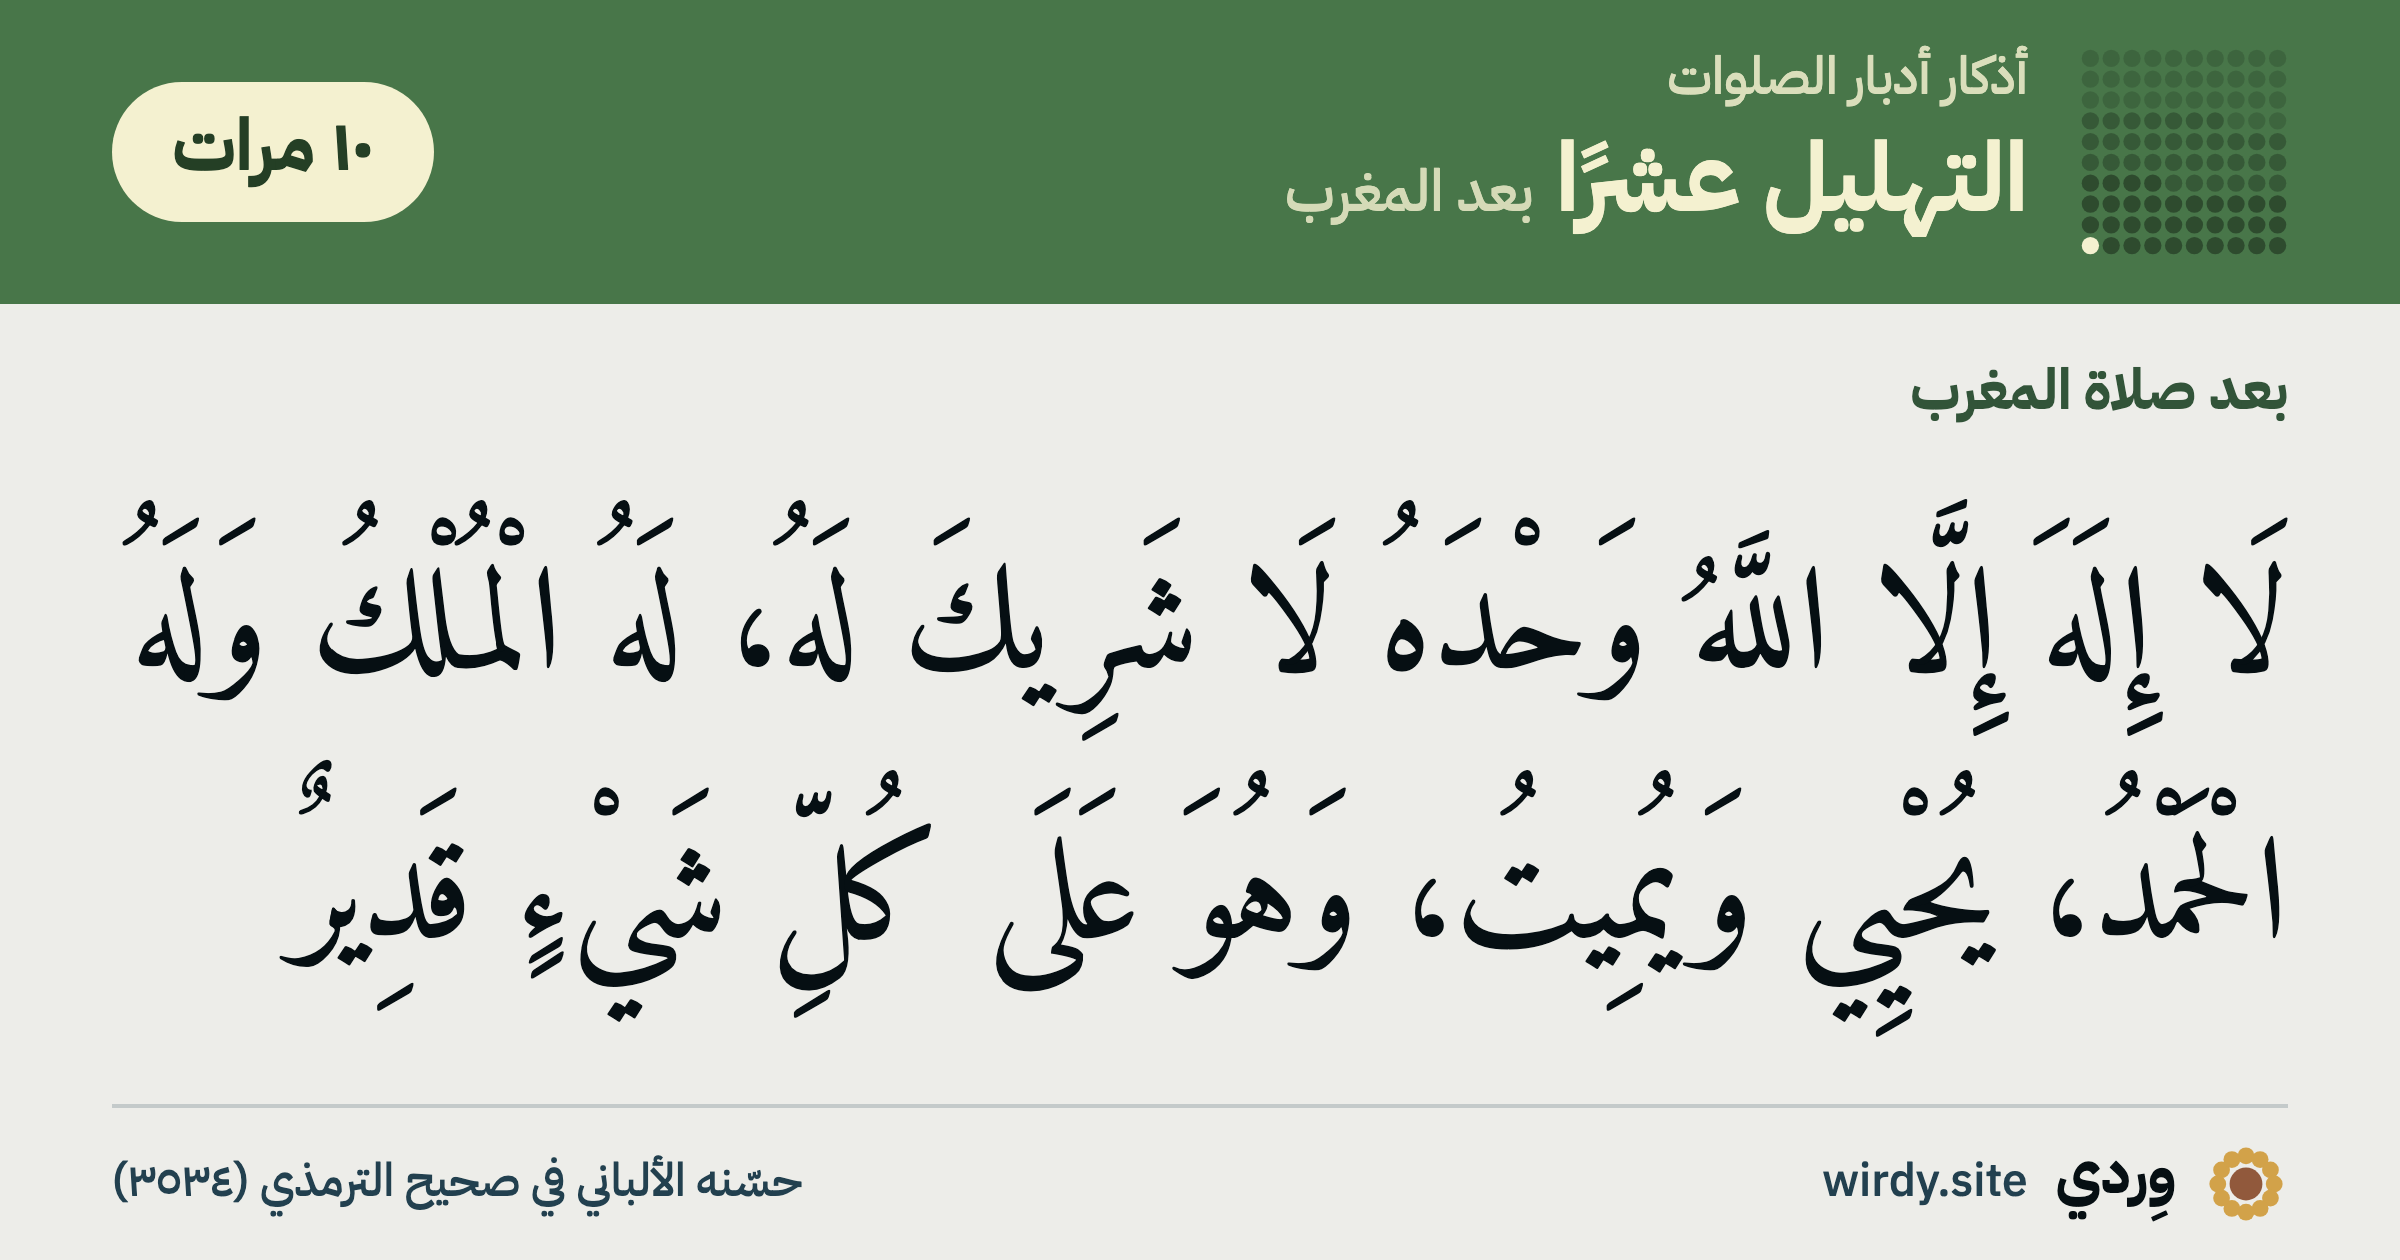 أذكار أدبار الصلوات
التهليل عشرًا بعد المغرب
١٠ مرات
بعد صلاة المغرب
لَا إِلَهَ إِلَّا اللَّهُ وَحْدَهُ لَا شَرِيكَ لَهُ، لَهُ الْمُلْكُ وَلَهُ
الْحَمْدُ، يُحْيِي وَيُمِيتُ، وَهُوَ عَلَى كُلِّ شَيْءٍ قَدِيرٌ
وِردي wirdy.site
حسّنه الألباني في صحيح الترمذي (٣٥٣٤)